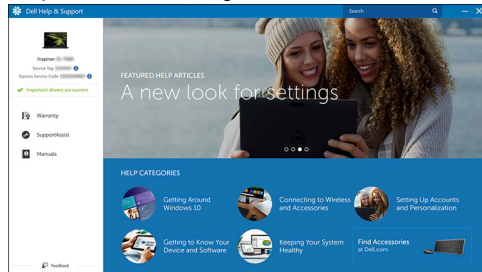 Dell Help & Support
Search
Inspiron
Service Tag:
Express Service Code:
Important drivers are current
Warranty
SupportAssist
Manuals
Feedback
FEATURED HELP ARTICLES
A new look for settings
HELP CATEGORIES
Getting Around
Windows 10
Connecting to Wireless
and Accessories
Setting Up Accounts
and Personalization
Getting to Know Your
Device and Software
Keeping Your System
Healthy
Find Accessories
at Dell.com